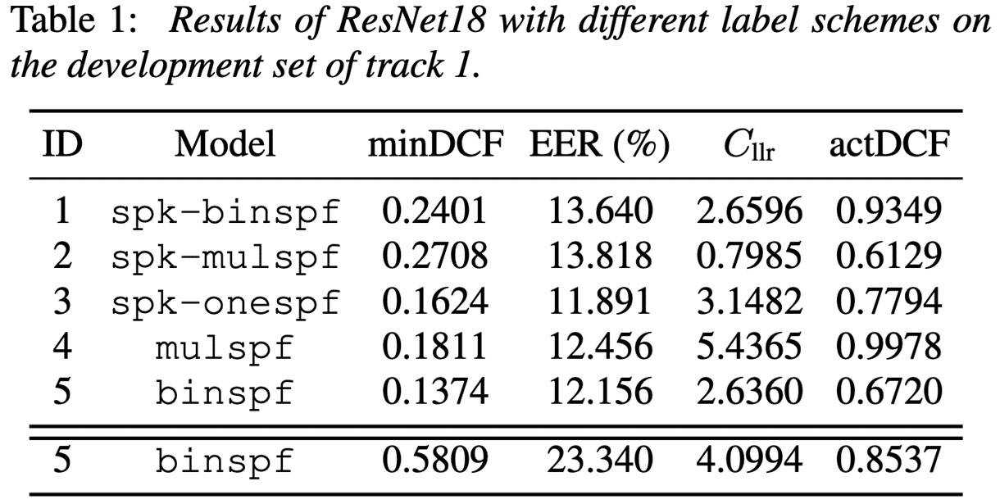 Table 1: Results of ResNet18 with different label schemes on
the development set of track 1.
ID Model minDCF EER (%) Cllr actDCF
1 spk-binspf 0.2401 13.640 2.6596 0.9349
2 spk-mulspf 0.2708 13.818 0.7985 0.6129
3 spk-onespf 0.1624 11.891 3.1482 0.7794
4 mulspf 0.1811 12.456 5.4365 0.9978
5 binspf 0.1374 12.156 2.6360 0.6720
5 binspf 0.5809 23.340 4.0994 0.8537